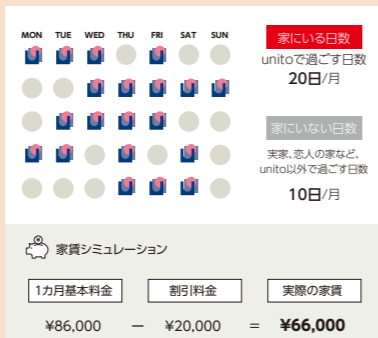 MON TUE WED THU FRI SAT SUN
家にいる日数
unitoで過ごす日数
20日/月
家にいない日数
実家、恋人の家など、
unito以外で過ごす日数
10日/月
家賃シミュレーション
1カ月基本料金 割引料金 実際の家賃
¥86,000 − ¥20,000 = ¥66,000